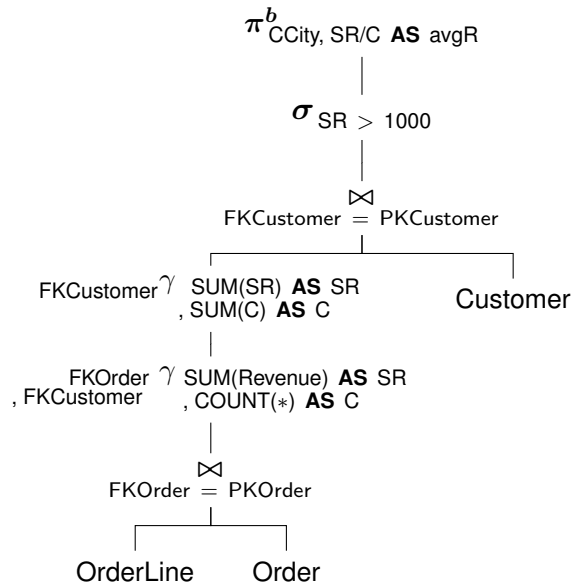 π^b CCity, SR/C AS avgR
σ SR > 1000
⋈
FKCustomer = PKCustomer
FKCustomer γ SUM(SR) AS SR
, SUM(C) AS C
Customer
FKOrder γ SUM(Revenue) AS SR
, FKCustomer , COUNT(*) AS C
⋈
FKOrder = PKOrder
OrderLine Order